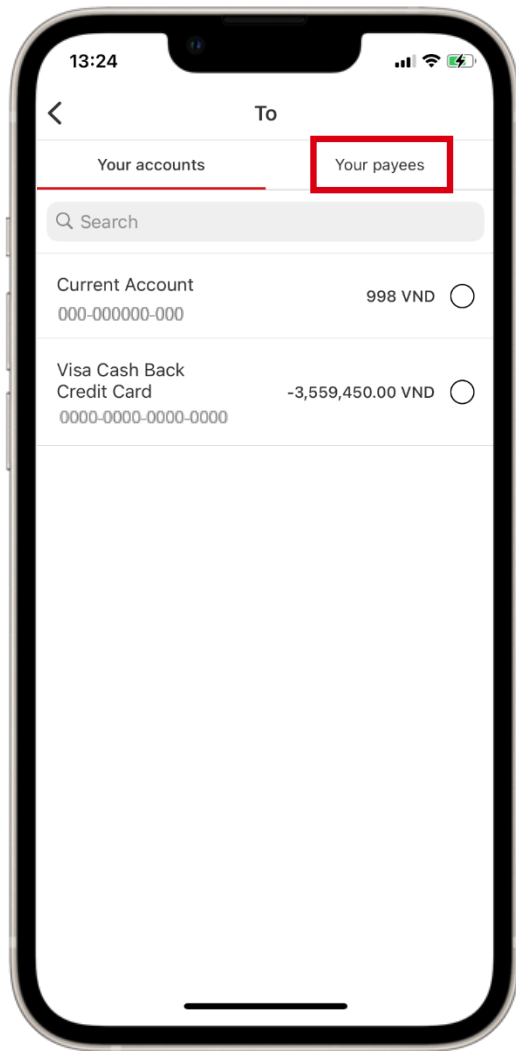 13:24
To
Your accounts
Your payees
Search
Current Account
998 VND
000-000000-000
Visa Cash Back
Credit Card
-3,559,450.00 VND
0000-0000-0000-0000